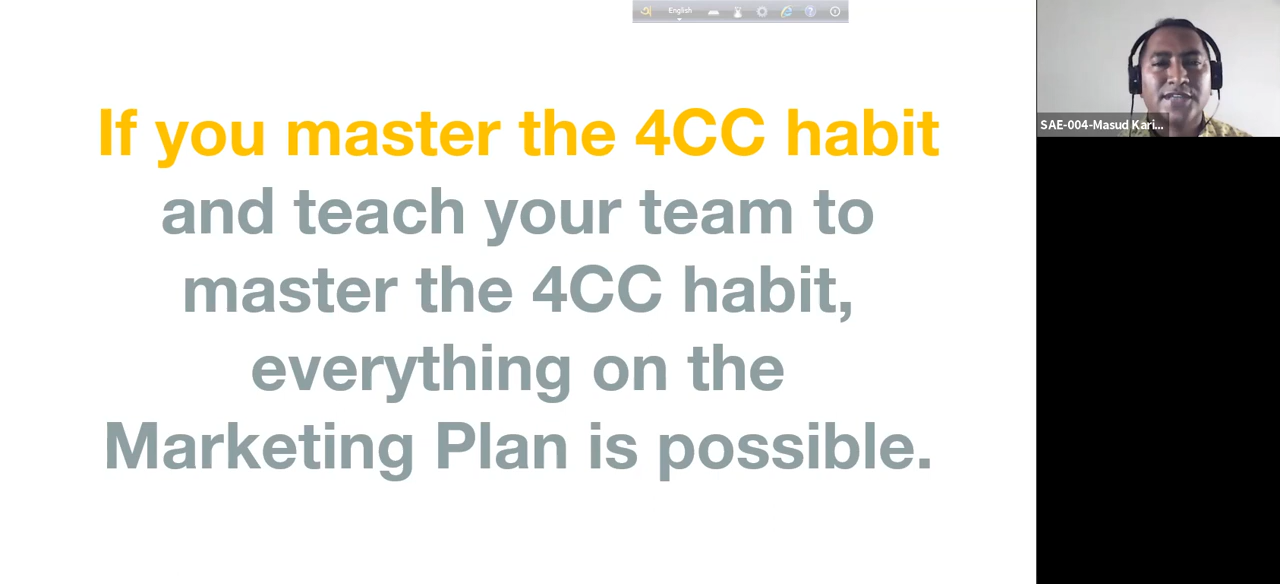 English
If you master the 4CC habit
and teach your team to
master the 4CC habit,
everything on the
Marketing Plan is possible.
SAE-004-Masud Kari...